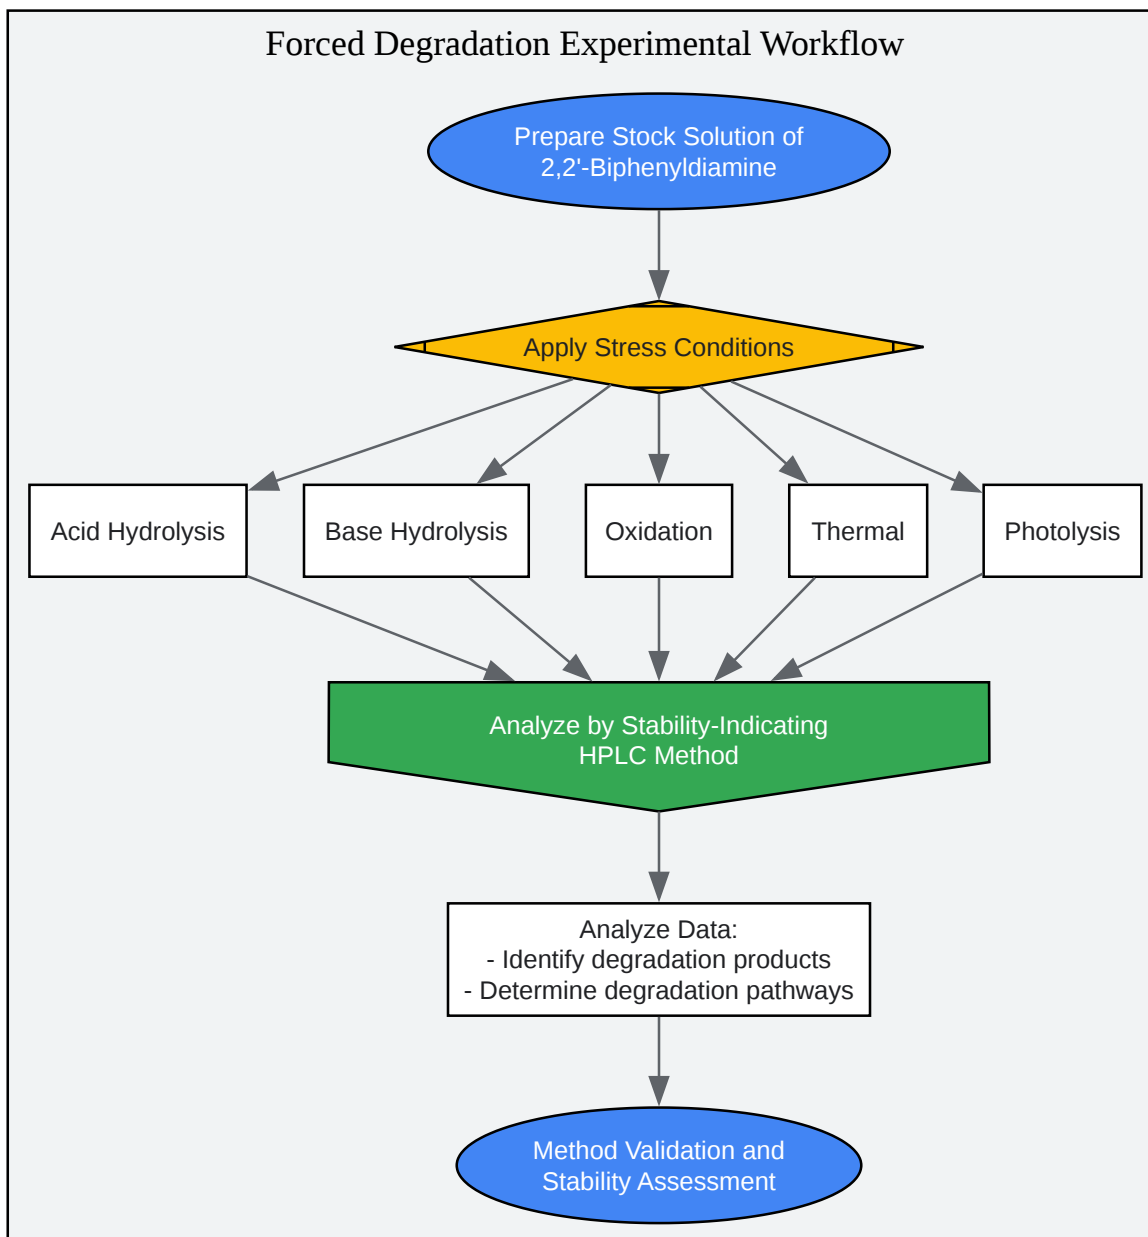 Forced Degradation Experimental Workflow
Prepare Stock Solution of
2,2'-Biphenyldiamine
Apply Stress Conditions
Acid Hydrolysis
Base Hydrolysis
Oxidation
Thermal
Photolysis
Analyze by Stability-Indicating
HPLC Method
Analyze Data:
- Identify degradation products
- Determine degradation pathways
Method Validation and
Stability Assessment